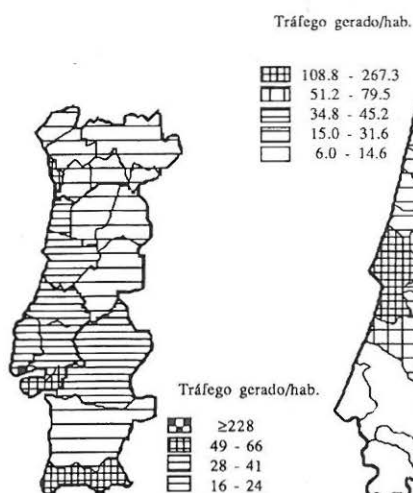 Tráfego gerado/hab.
108.8 - 267.3
51.2 - 79.5
34.8 - 45.2
15.0 - 31.6
6.0 - 14.6
Tráfego gerado/hab.
≥228
49 - 66
28 - 41
16 - 24